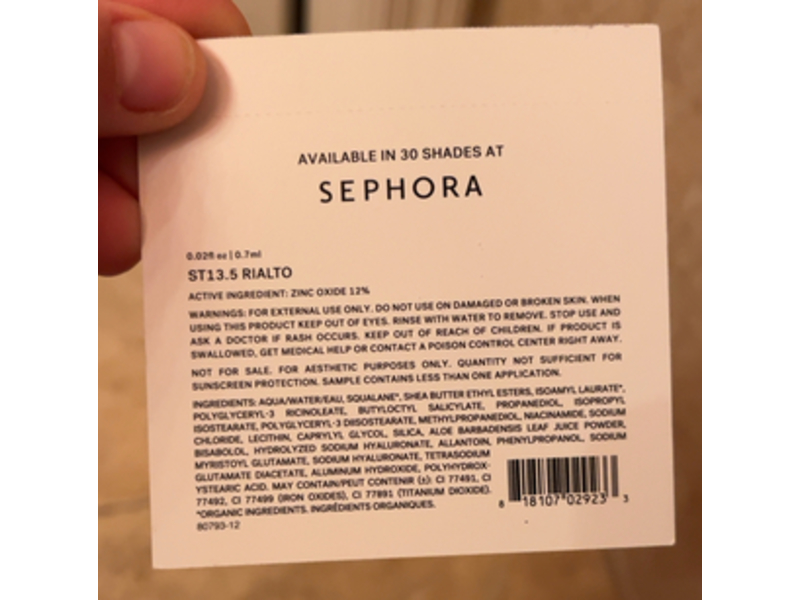 AVAILABLE IN 30 SHADES AT
SEPHORA
0.02fl oz | 0.7ml
ST13.5 RIALTO
ACTIVE INGREDIENT: ZINC OXIDE 12%
WARNINGS: FOR EXTERNAL USE ONLY. DO NOT USE ON DAMAGED OR BROKEN SKIN. WHEN
USING THIS PRODUCT KEEP OUT OF EYES. RINSE WITH WATER TO REMOVE. STOP USE AND
ASK A DOCTOR IF RASH OCCURS. KEEP OUT OF REACH OF CHILDREN. IF PRODUCT IS
SWALLOWED, GET MEDICAL HELP OR CONTACT A POISON CONTROL CENTER RIGHT AWAY.
NOT FOR SALE. FOR AESTHETIC PURPOSES ONLY. QUANTITY NOT SUFFICIENT FOR
SUNSCREEN PROTECTION. SAMPLE CONTAINS LESS THAN ONE APPLICATION.
INGREDIENTS: AQUA/WATER/EAU, SQUALANE*, SHEA BUTTER ETHYL ESTERS, ISOAMYL LAURATE*,
POLYGLYCERYL-3 RICINOLEATE, BUTYLOCTYL SALICYLATE, PROPANEDIOL, ISOPROPYL
ISOSTEARATE, POLYGLYCERYL-3 DIISOSTEARATE, METHYLPROPANEDIOL, NIACINAMIDE, SODIUM
CHLORIDE, LECITHIN, CAPRYLYL GLYCOL, SILICA, ALOE BARBADENSIS LEAF JUICE POWDER,
BISABOLOL, HYDROLYZED SODIUM HYALURONATE, ALLANTOIN, PHENYLPROPANOL, SODIUM
MYRISTOYL GLUTAMATE, SODIUM HYALURONATE, TETRASODIUM
GLUTAMATE DIACETATE, ALUMINUM HYDROXIDE, POLYHYDROX-
YSTEARIC ACID. MAY CONTAIN/PEUT CONTENIR (±): CI 77491, CI
77492, CI 77499 (IRON OXIDES), CI 77891 (TITANIUM DIOXIDE).
*ORGANIC INGREDIENTS. INGRÉDIENTS ORGANIQUES.
80793-12
8 18107 02923 3